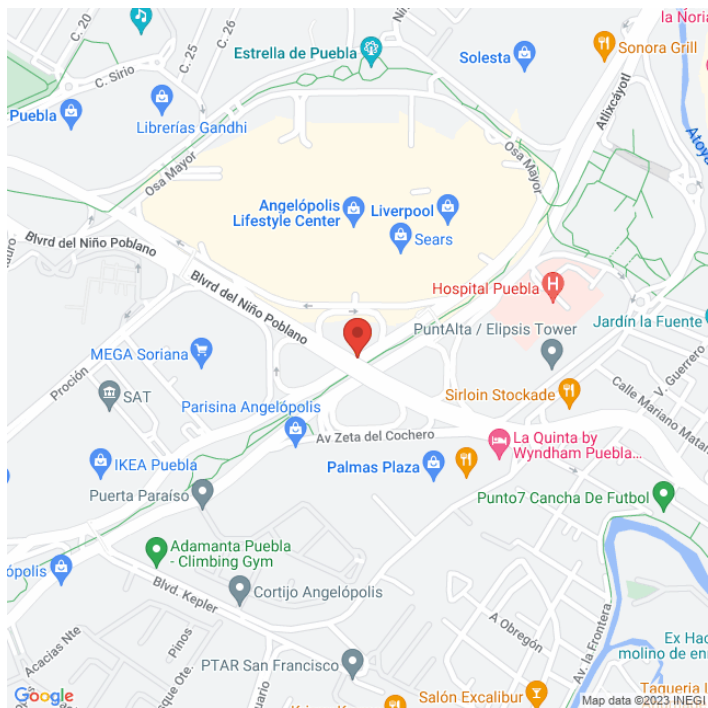 C. 20
C. 25
C. 26
C. Sirio
Estrella de Puebla
Solesta
Sonora Grill
la Noria
Puebla
Librerías Gandhi
Atlixcáyotl
Atoya
Osa Mayor
Osa Mayor
Angelópolis
Lifestyle Center
Liverpool
Sears
Blvrd del Niño Poblano
Blvrd del Niño Poblano
Hospital Puebla
H
PuntAlta / Elipsis Tower
Jardín la Fuente
MEGA Soriana
Proción
SAT
Parisina Angelópolis
Sirloin Stockade
V. Guerrero
Calle Mariano Matam
Av Zeta del Cochero
La Quinta by
Wyndham Puebla...
IKEA Puebla
Palmas Plaza
Puerta Paraíso
Punto7 Cancha De Futbol
Adamanta Puebla
- Climbing Gym
ópolis
Blvd. Kepler
Cortijo Angelópolis
A Obregón
Av. la Frontera
Acacias Nte
Pinos
sque Ote.
PTAR San Francisco
Ex Hac
molino de en
Salón Excalibur
Taqueria
Google
Map data ©2023 INEGI